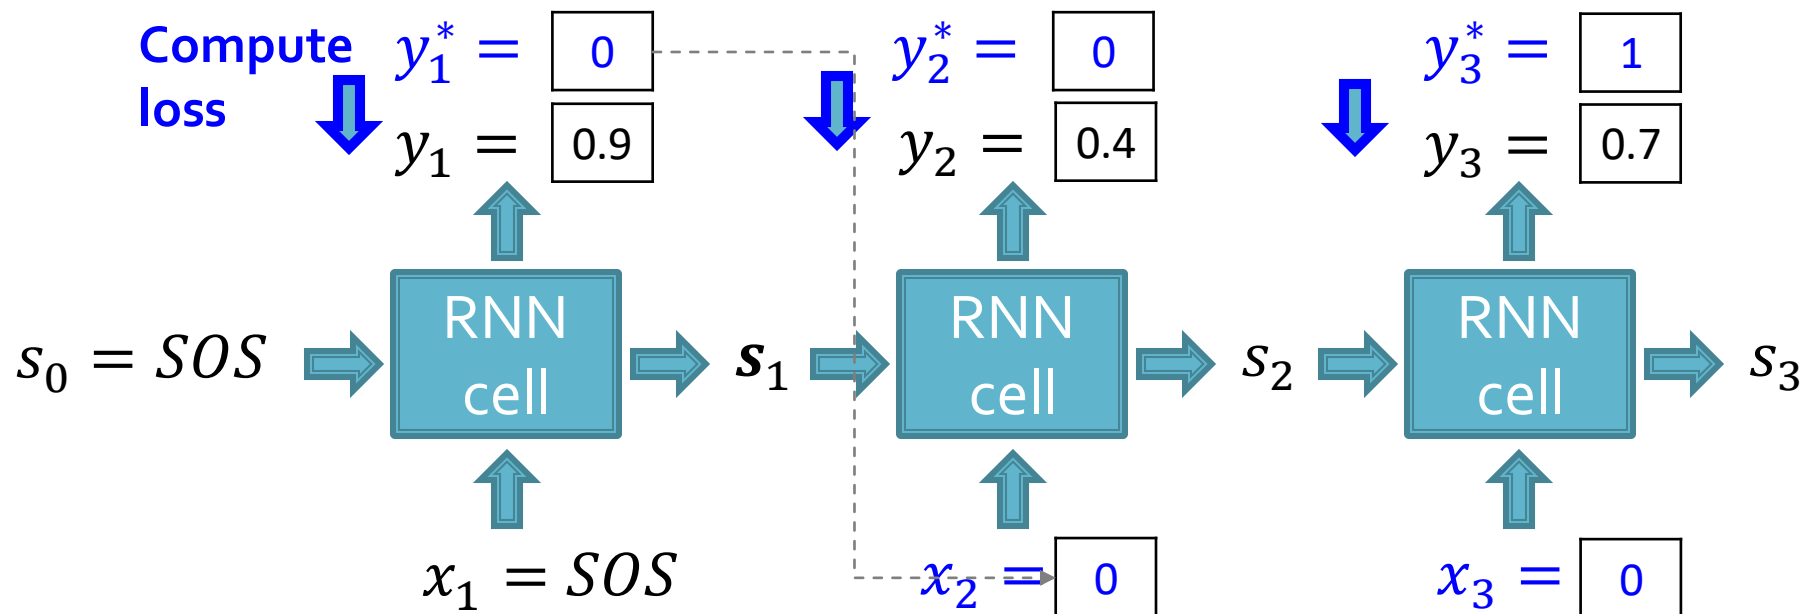 Compute loss
y₁* = 0
y₂* = 0
y₃* = 1
y₁ = 0.9
y₂ = 0.4
y₃ = 0.7
s₀ = SOS
RNN cell
s₁
RNN cell
s₂
RNN cell
s₃
x₁ = SOS
x₂ = 0
x₃ = 0